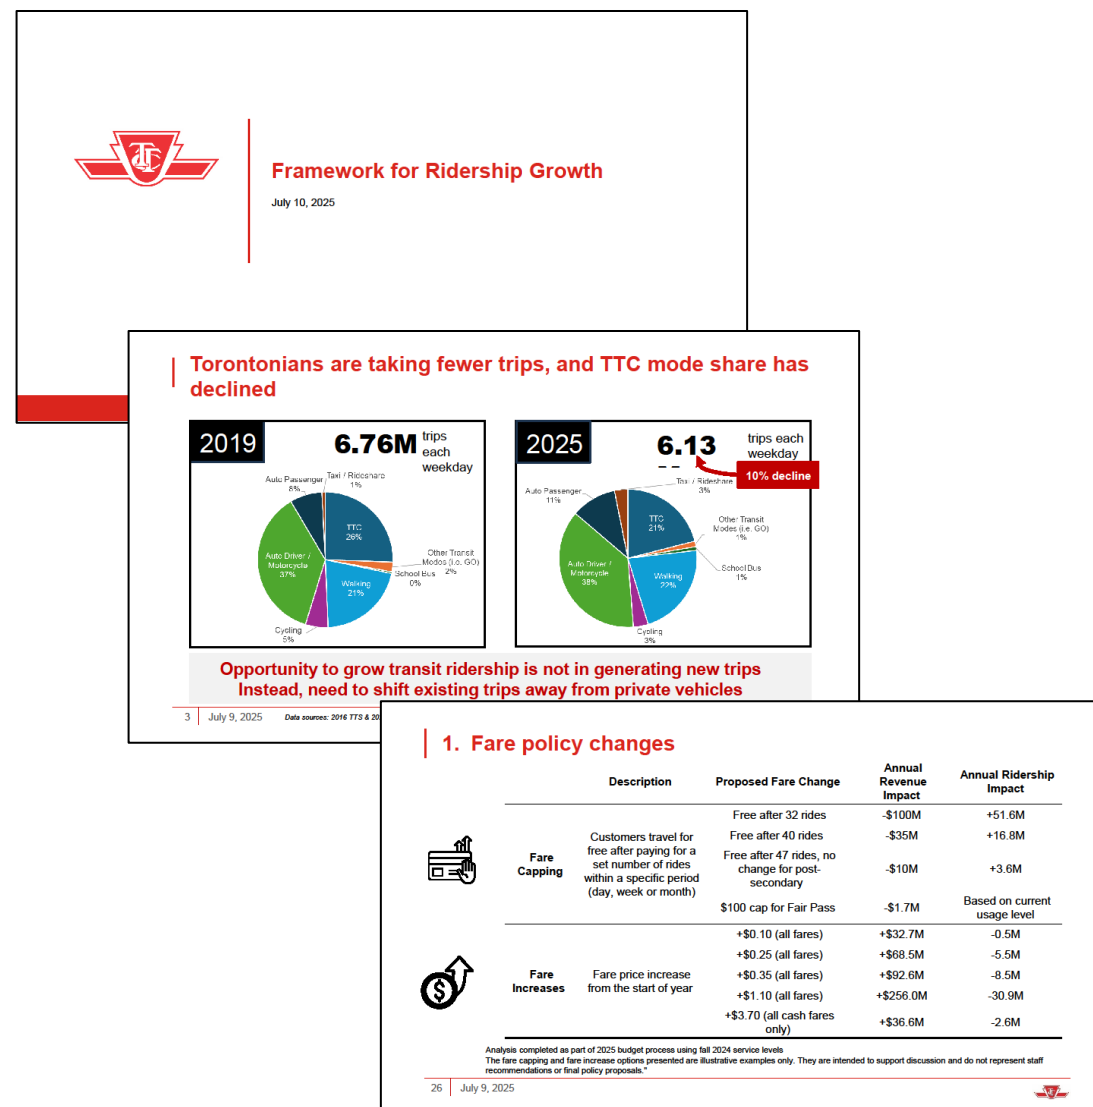 TTC
Framework for Ridership Growth
July 10, 2025
Torontonians are taking fewer trips, and TTC mode share has
declined
2019
6.76M trips
each
weekday
Auto Passenger
8%
Taxi / Rideshare
1%
TTC
26%
Other Transit
Modes (i.e. GO)
2%
School Bus
0%
Walking
21%
Cycling
5%
Auto Driver /
Motorcycle
37%
2025
6.13
trips each
weekday
10% decline
Auto Passenger
11%
Taxi / Rideshare
3%
TTC
21%
Other Transit
Modes (i.e. GO)
1%
School Bus
1%
Walking
22%
Cycling
3%
Auto Driver /
Motorcycle
38%
Opportunity to grow transit ridership is not in generating new trips
Instead, need to shift existing trips away from private vehicles
3
July 9, 2025
Data sources: 2016 TTS &
1. Fare policy changes
Description
Proposed Fare Change
Annual
Revenue
Impact
Annual Ridership
Impact
Fare
Capping
Customers travel for
free after paying for a
set number of rides
within a specific period
(day, week or month)
Free after 32 rides
-$100M
+51.6M
Free after 40 rides
-$35M
+16.8M
Free after 47 rides, no
change for post-
secondary
-$10M
+3.6M
$100 cap for Fair Pass
-$1.7M
Based on current
usage level
Fare
Increases
Fare price increase
from the start of year
+$0.10 (all fares)
+$32.7M
-0.5M
+$0.25 (all fares)
+$68.5M
-5.5M
+$0.35 (all fares)
+$92.6M
-8.5M
+$1.10 (all fares)
+$256.0M
-30.9M
+$3.70 (all cash fares
only)
+$36.6M
-2.6M
Analysis completed as part of 2025 budget process using fall 2024 service levels
The fare capping and fare increase options presented are illustrative examples only. They are intended to support discussion and do not represent staff
recommendations or final policy proposals."
26
July 9, 2025